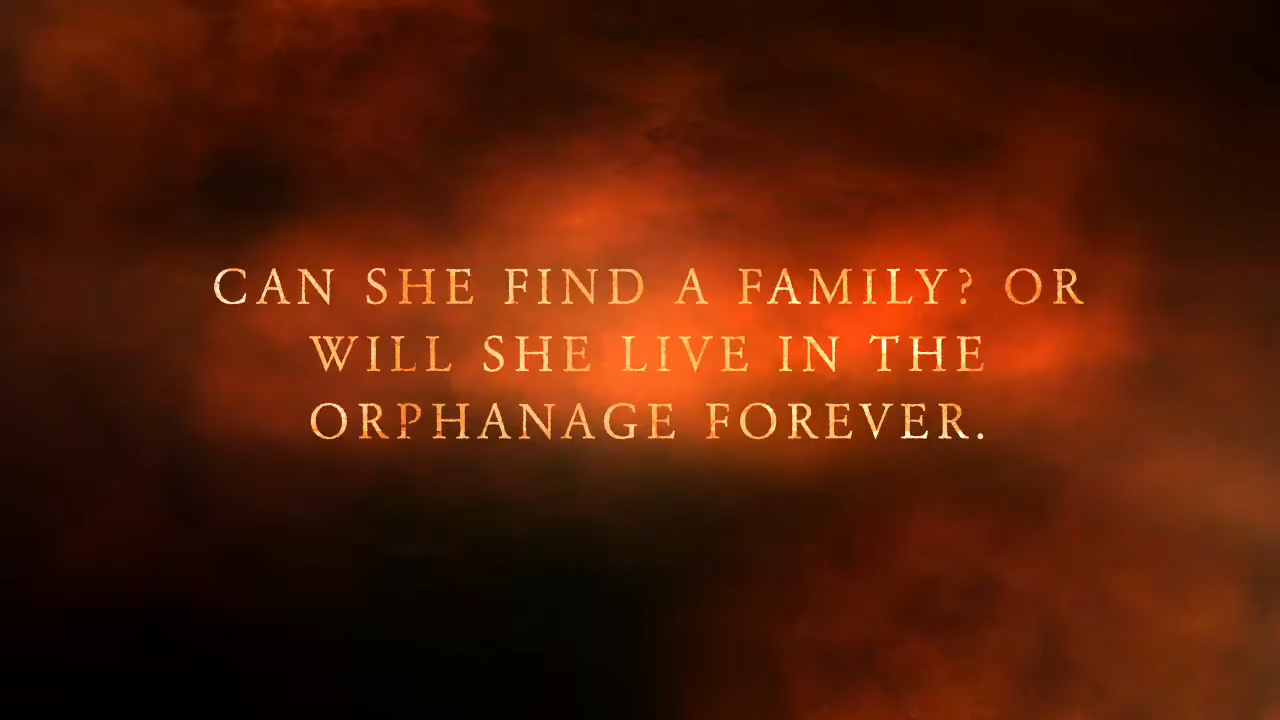 CAN SHE FIND A FAMILY? OR
WILL SHE LIVE IN THE
ORPHANAGE FOREVER.